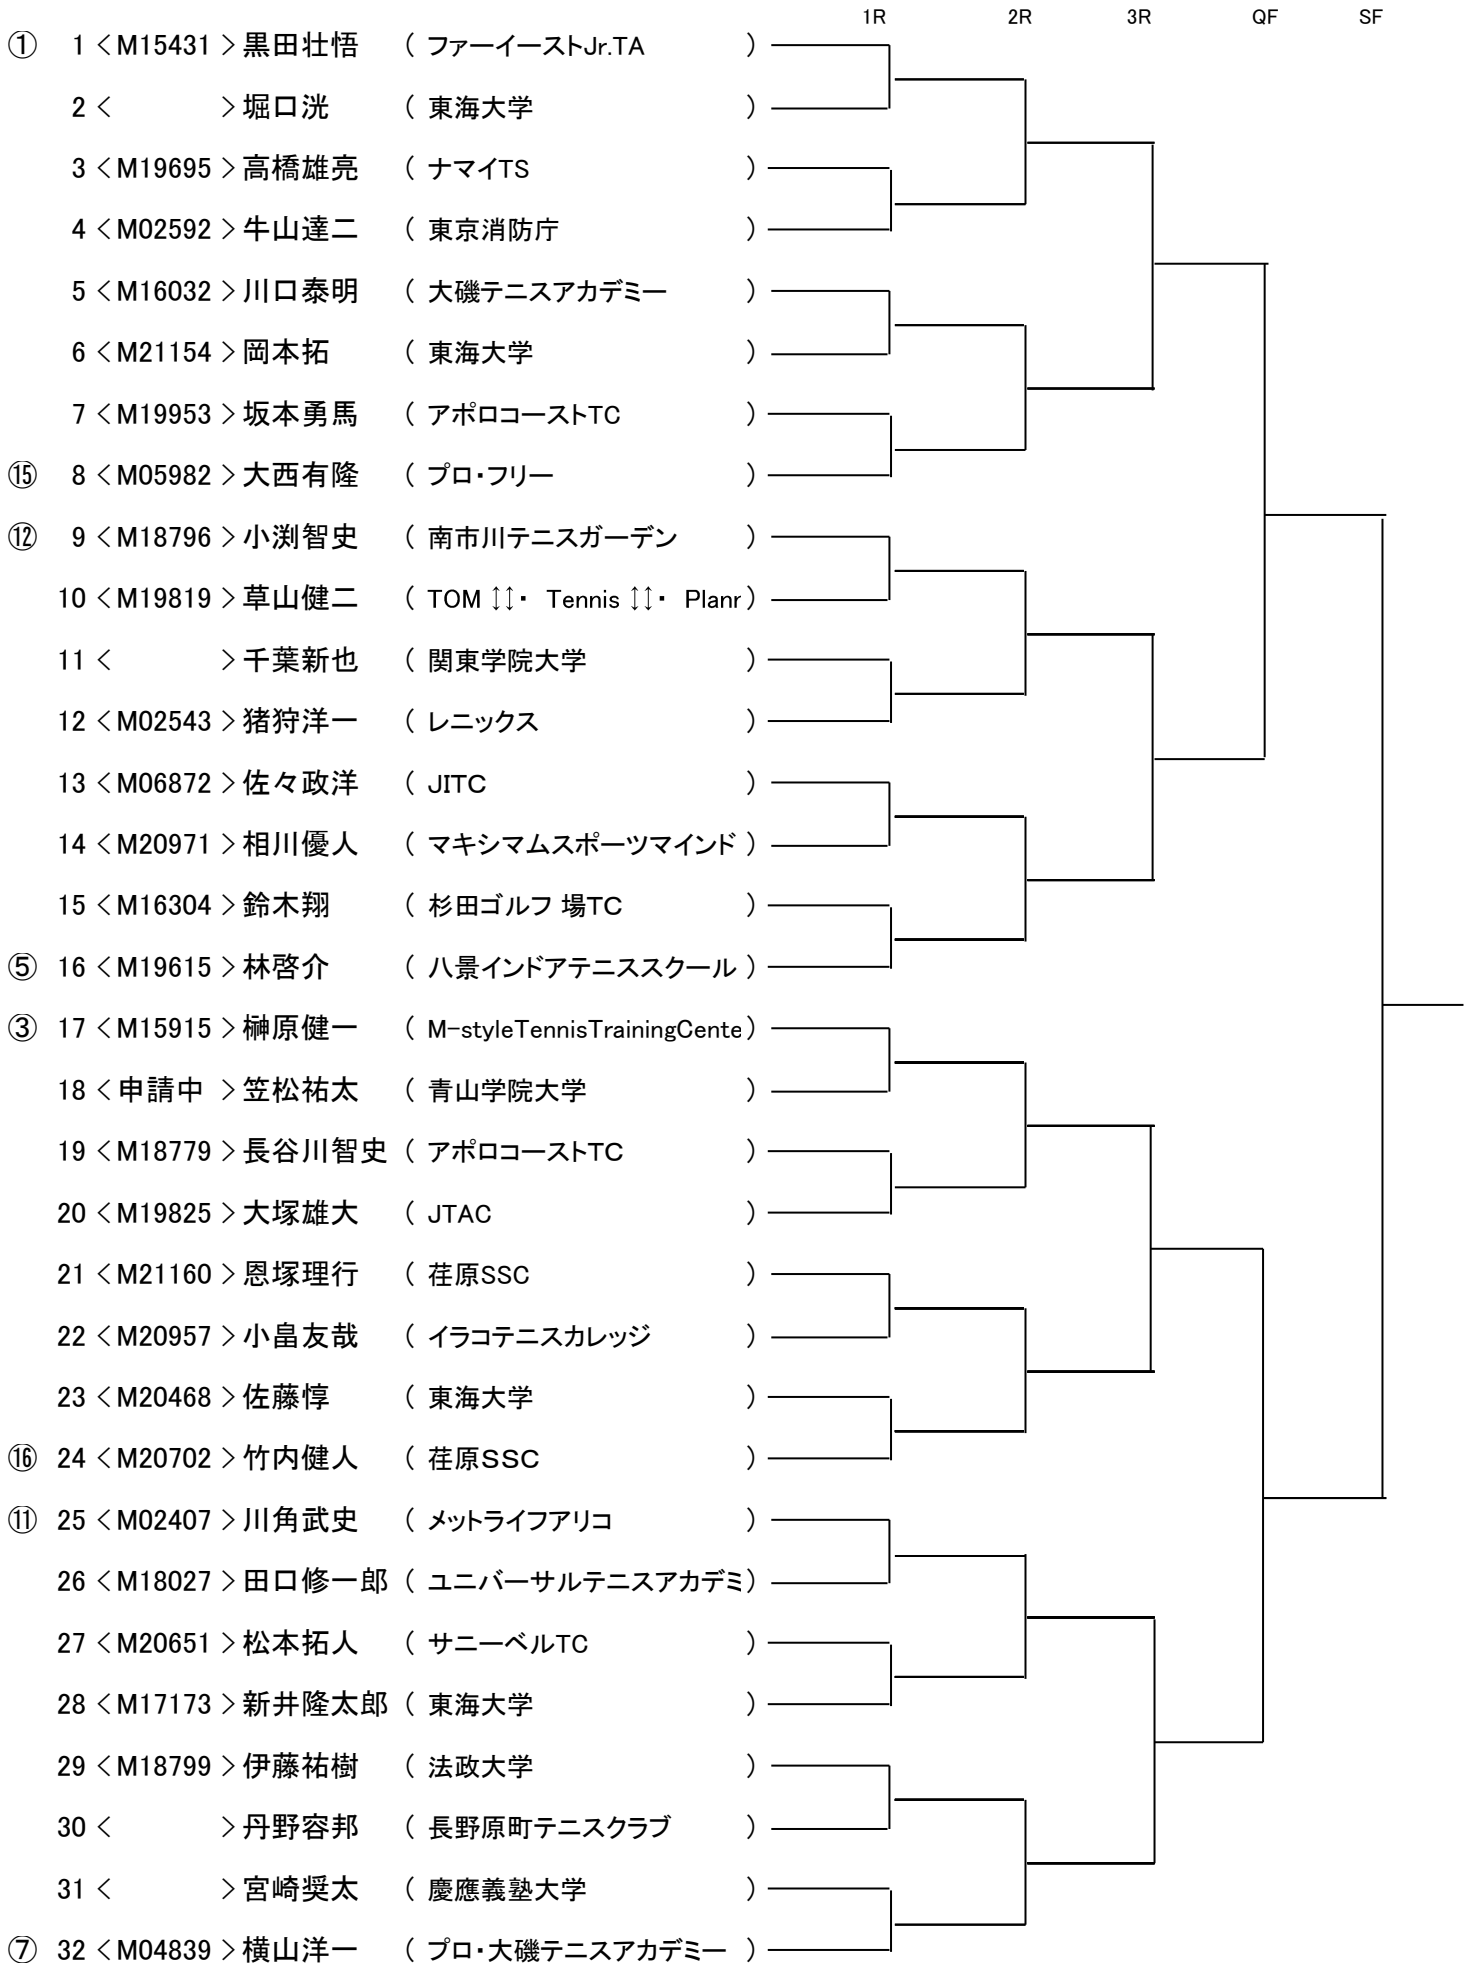 1R 2R 3R QF SF
① 1 < M15431 > 黒田壮悟 ( ファーイーストJr.TA )
2 < > 堀口洸 ( 東海大学 )
3 < M19695 > 高橋雄亮 ( ナマイTS )
4 < M02592 > 牛山達二 ( 東京消防庁 )
5 < M16032 > 川口泰明 ( 大磯テニスアカデミー )
6 < M21154 > 岡本拓 ( 東海大学 )
7 < M19953 > 坂本勇馬 ( アポロコーストTC )
⑮ 8 < M05982 > 大西有隆 ( プロ・フリー )
⑫ 9 < M18796 > 小渕智史 ( 南市川テニスガーデン )
10 < M19819 > 草山健二 ( TOM ↕↕・ Tennis ↕↕・ Planr )
11 < > 千葉新也 ( 関東学院大学 )
12 < M02543 > 猪狩洋一 ( レニックス )
13 < M06872 > 佐々政洋 ( JITC )
14 < M20971 > 相川優人 ( マキシマムスポーツマインド )
15 < M16304 > 鈴木翔 ( 杉田ゴルフ 場TC )
⑤ 16 < M19615 > 林啓介 ( 八景インドアテニススクール )
③ 17 < M15915 > 榊原健一 ( M-styleTennisTrainingCente )
18 < 申請中 > 笠松祐太 ( 青山学院大学 )
19 < M18779 > 長谷川智史 ( アポロコーストTC )
20 < M19825 > 大塚雄大 ( JTAC )
21 < M21160 > 恩塚理行 ( 荏原SSC )
22 < M20957 > 小畠友哉 ( イラコテニスカレッジ )
23 < M20468 > 佐藤惇 ( 東海大学 )
⑯ 24 < M20702 > 竹内健人 ( 荏原SSC )
⑪ 25 < M02407 > 川角武史 ( メットライフアリコ )
26 < M18027 > 田口修一郎 ( ユニバーサルテニスアカデミ )
27 < M20651 > 松本拓人 ( サニーベルTC )
28 < M17173 > 新井隆太郎 ( 東海大学 )
29 < M18799 > 伊藤祐樹 ( 法政大学 )
30 < > 丹野容邦 ( 長野原町テニスクラブ )
31 < > 宮崎奨太 ( 慶應義塾大学 )
⑦ 32 < M04839 > 横山洋一 ( プロ・大磯テニスアカデミー )